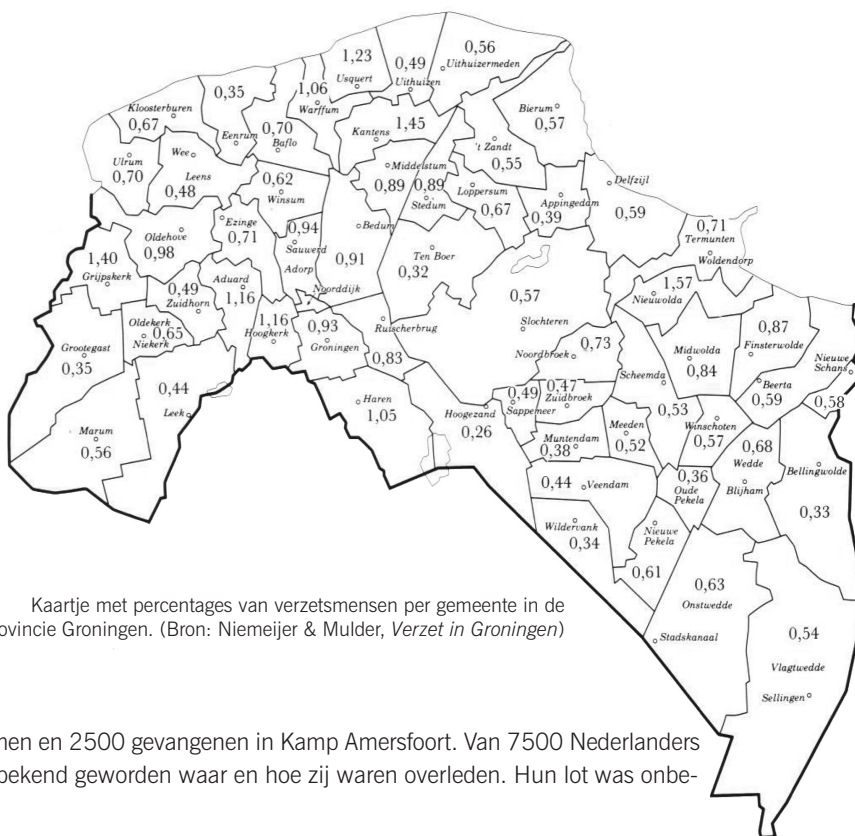 0,56
Uithuizermeden
1,23
Usquert
0,49
Uithuizen
0,35
Eenrum
1,06
Warffum
Kloosterburen
0,67
0,70
Baflo
1,45
Kantens
Bierum
0,57
't Zandt
0,55
Ulrum
0,70
Wee
Leens
0,48
0,62
Winsum
Middelstum
0,89
0,89
Stedum
Loppersum
0,67
Appingedam
0,39
Delfzijl
0,59
Ezinge
0,71
0,94
Sauwerd
Adorp
Bedum
0,91
Ten Boer
0,32
0,71
Termunten
Woldendorp
Oldehove
0,98
1,40
Grijpskerk
0,49
Zuidhorn
Aduard
1,16
Noorddijk
0,57
Slochteren
1,57
Nieuwolda
Oldekerk
0,65
Niekerk
1,16
Hoogkerk
0,93
Groningen
Ruischerbrug
0,83
Noordbroek
0,73
Scheemda
0,53
Midwolda
0,84
0,87
Finsterwolde
Nieuwe
Schans
0,58
Beerta
0,59
Grootegast
0,35
0,44
Leek
Haren
1,05
Hoogezand
0,26
0,49
Sappemeer
0,47
Zuidbroek
Winschoten
0,57
Marum
0,56
Muntendam
0,38
Meeden
0,52
0,68
Wedde
Blijham
Bellingwolde
0,33
0,44
Veendam
0,36
Oude
Pekela
Wildervank
0,34
Nieuwe
Pekela
0,61
0,63
Onstwedde
Stadskanaal
0,54
Vlagtwedde
Sellingen
Kaartje met percentages van verzetsmensen per gemeente in de
ovincie Groningen. (Bron: Niemeijer & Mulder, Verzet in Groningen)
nen en 2500 gevangenen in Kamp Amersfoort. Van 7500 Nederlanders
bekend geworden waar en hoe zij waren overleden. Hun lot was onbe-